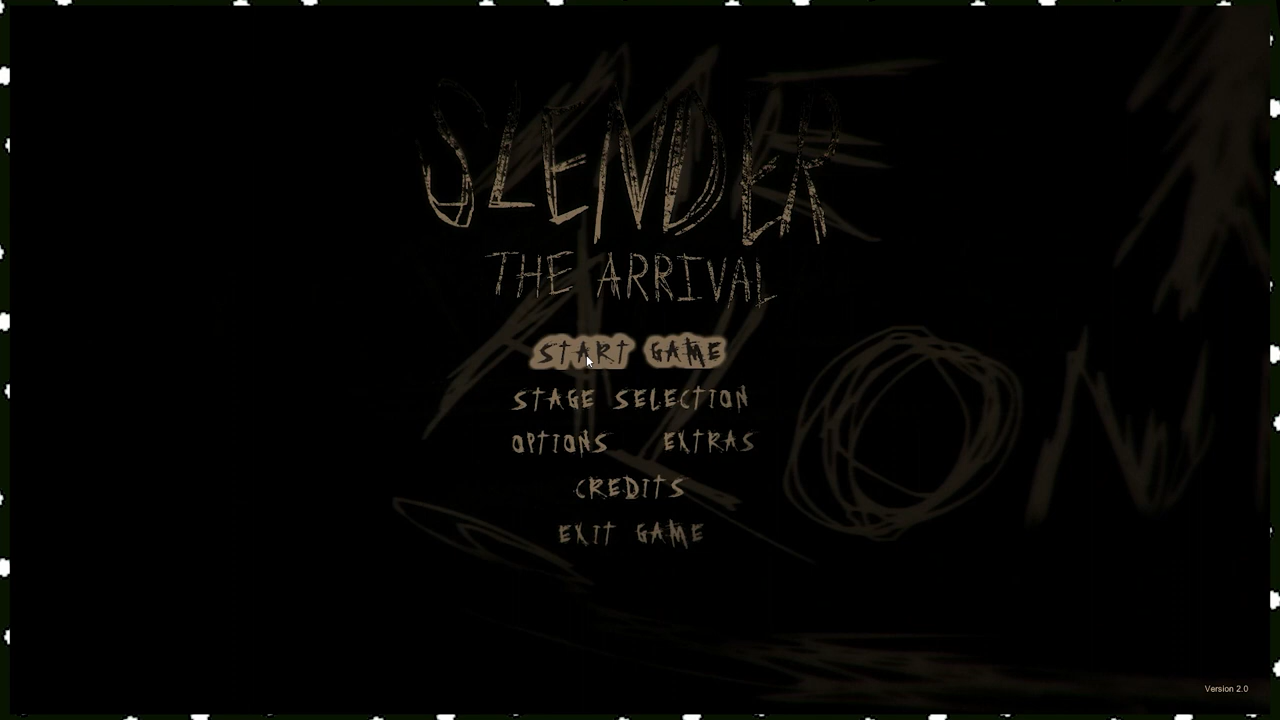 SLENDER
THE ARRIVAL
START GAME
STAGE SELECTION
OPTIONS EXTRAS
CREDITS
EXIT GAME
Version 2.0